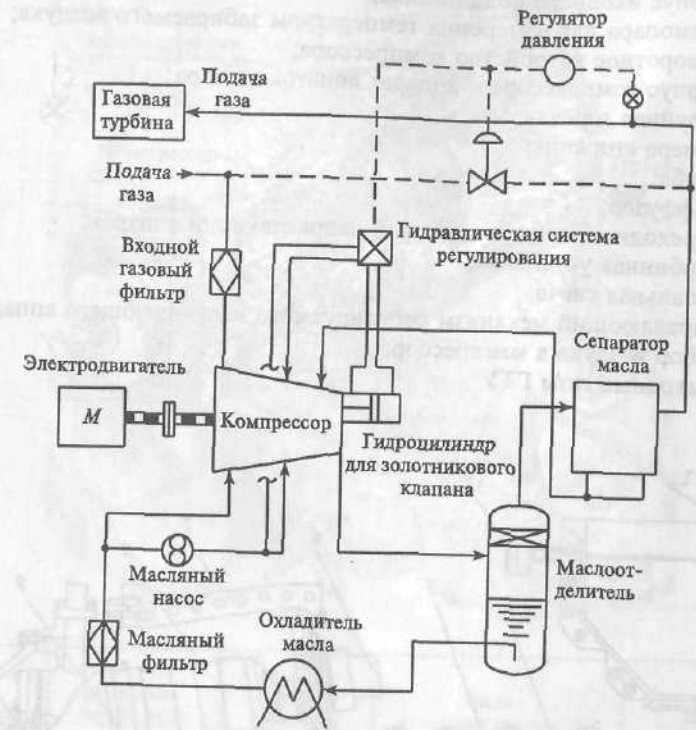 Регулятор
давления
Подача
газа
Газовая
турбина
Подача
газа
Входной
газовый
фильтр
Гидравлическая система
регулирования
Сепаратор
масла
Электродвигатель
М
Компрессор
Гидроцилиндр
для золотникового
клапана
Масляный
насос
Маслоот-
делитель
Охладитель
масла
Масляный
фильтр